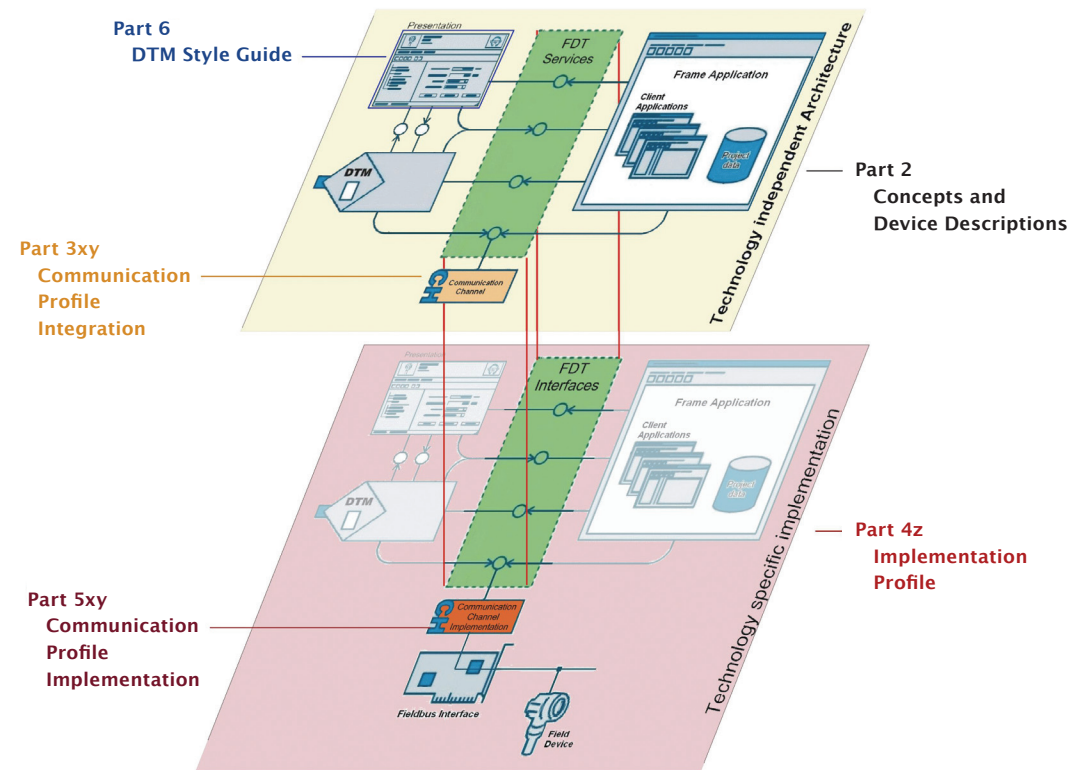 Part 6
DTM Style Guide
Presentation
FDT
Services
Frame Application
Client
Applications
Project
data
DTM
Technology independent Architecture
Part 2
Concepts and
Device Descriptions
Part 3xy
Communication
Profile
Integration
CH
Communication
Channel
Presentation
FDT
Interfaces
Frame Application
Client
Applications
Project
data
DTM
Technology specific implementation
Part 4z
Implementation
Profile
Part 5xy
Communication
Profile
Implementation
CH
Communication
Channel
Implementation
Fieldbus Interface
Field
Device